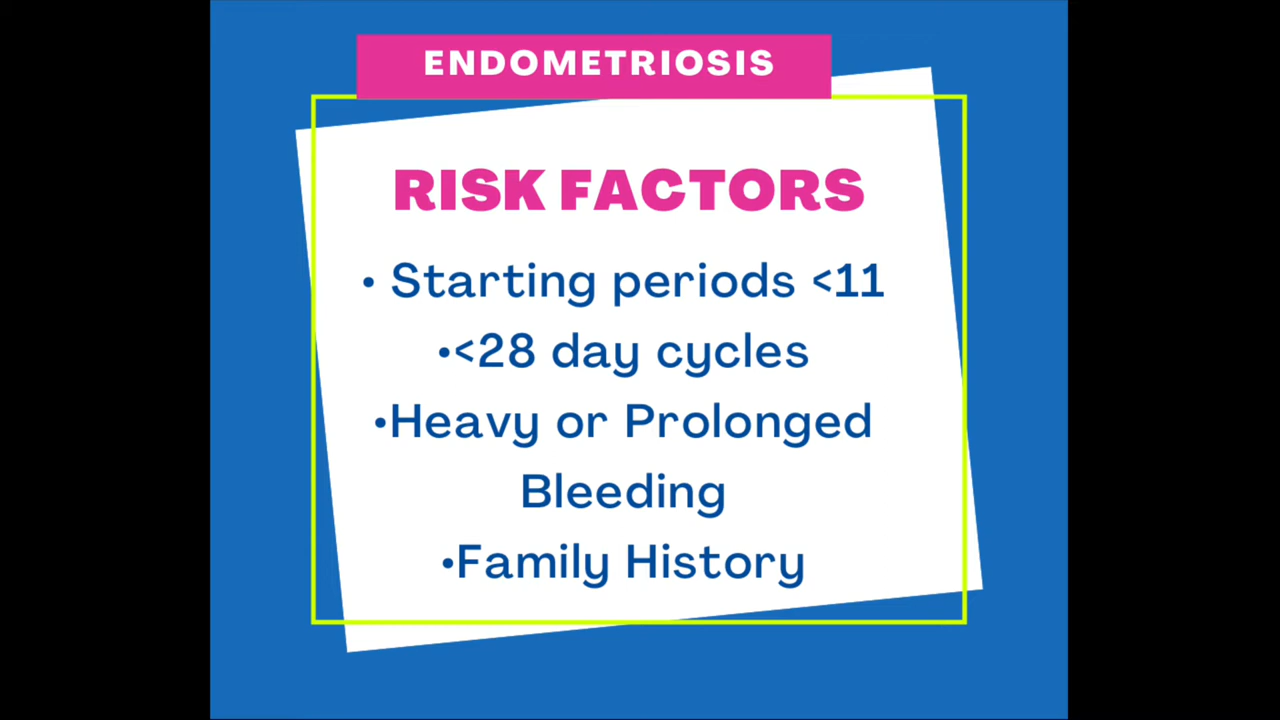 ENDOMETRIOSIS
RISK FACTORS
• Starting periods <11
•<28 day cycles
•Heavy or Prolonged
Bleeding
•Family History